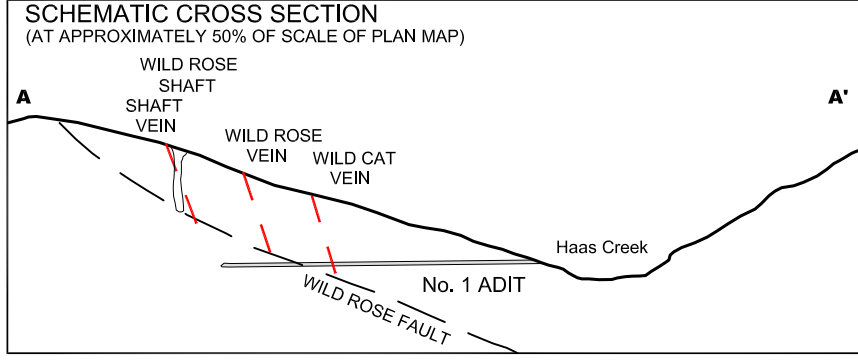 SCHEMATIC CROSS SECTION
(AT APPROXIMATELY 50% OF SCALE OF PLAN MAP)
WILD ROSE
SHAFT
A
A'
SHAFT
VEIN
WILD ROSE
VEIN
WILD CAT
VEIN
Haas Creek
No. 1 ADIT
WILD ROSE FAULT